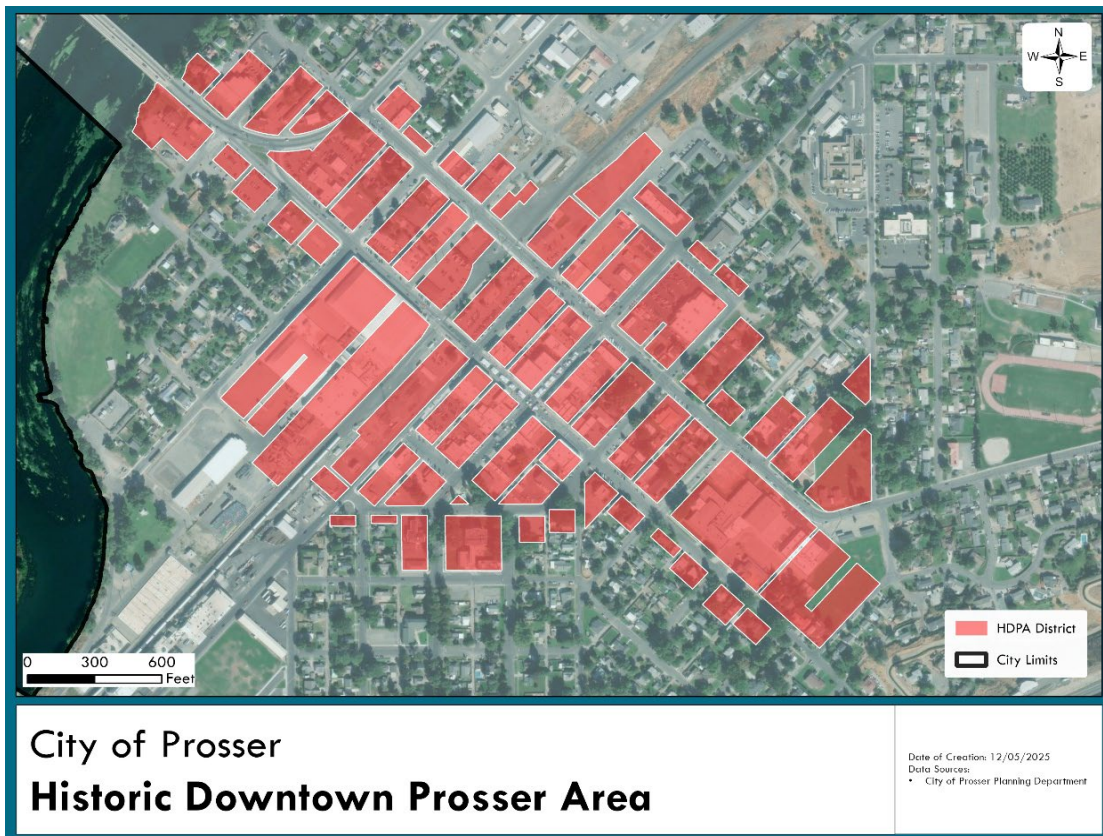 N
W E
S
HDPA District
City Limits
0 300 600
Feet
City of Prosser
Historic Downtown Prosser Area
Date of Creation: 12/05/2025
Data Sources:
• City of Prosser Planning Department